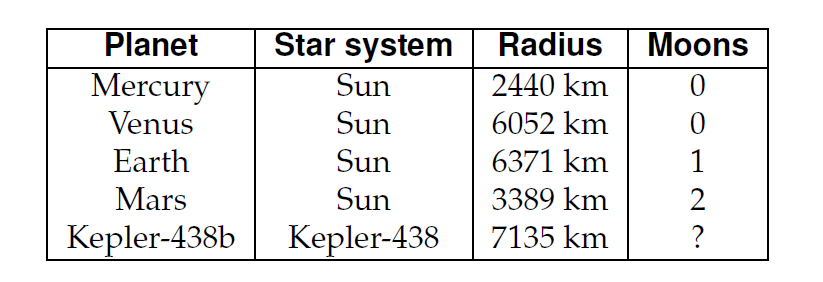 Planet Star system Radius Moons
Mercury Sun 2440 km 0
Venus Sun 6052 km 0
Earth Sun 6371 km 1
Mars Sun 3389 km 2
Kepler-438b Kepler-438 7135 km ?